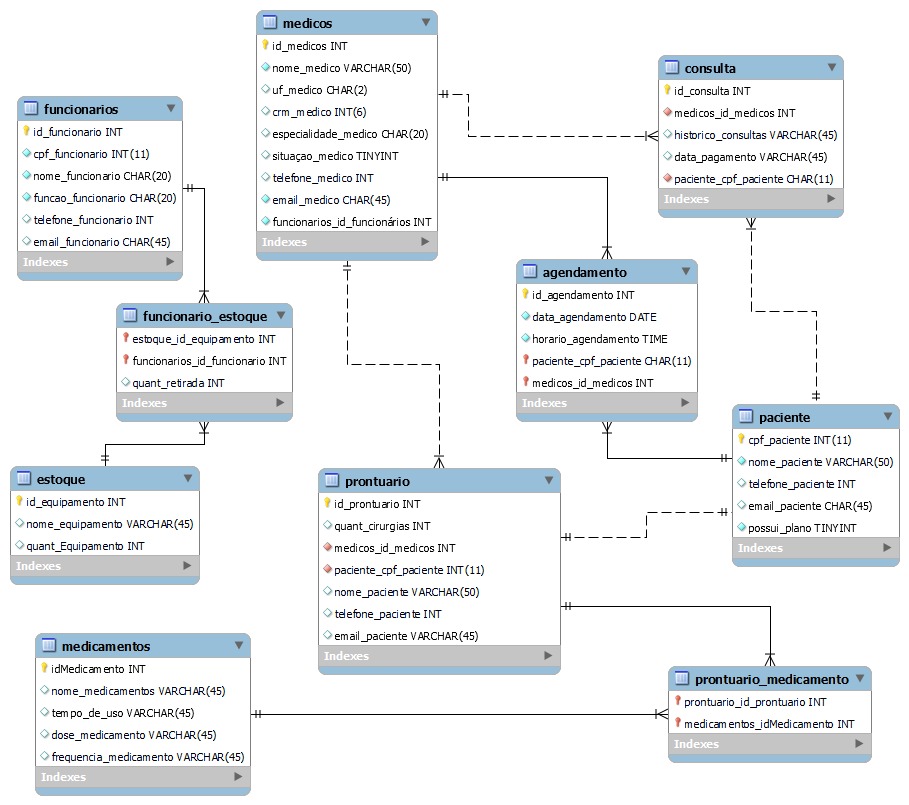 medicos
id_medicos INT
nome_medico VARCHAR(50)
uf_medico CHAR(2)
crm_medico INT(6)
especialidade_medico CHAR(20)
situaçao_medico TINYINT
telefone_medico INT
email_medico CHAR(45)
funcionarios_id_funcionários INT
Indexes
consulta
id_consulta INT
medicos_id_medicos INT
historico_consultas VARCHAR(45)
data_pagamento VARCHAR(45)
paciente_cpf_paciente CHAR(11)
Indexes
funcionarios
id_funcionario INT
cpf_funcionario INT(11)
nome_funcionario CHAR(20)
funcao_funcionario CHAR(20)
telefone_funcionario INT
email_funcionario CHAR(45)
Indexes
agendamento
id_agendamento INT
data_agendamento DATE
horario_agendamento TIME
paciente_cpf_paciente CHAR(11)
medicos_id_medicos INT
Indexes
funcionario_estoque
estoque_id_equipamento INT
funcionarios_id_funcionario INT
quant_retirada INT
Indexes
paciente
cpf_paciente INT(11)
nome_paciente VARCHAR(50)
telefone_paciente INT
email_paciente CHAR(45)
possui_plano TINYINT
Indexes
estoque
id_equipamento INT
nome_equipamento VARCHAR(45)
quant_Equipamento INT
Indexes
prontuario
id_prontuario INT
quant_cirurgias INT
medicos_id_medicos INT
paciente_cpf_paciente INT(11)
nome_paciente VARCHAR(50)
telefone_paciente INT
email_paciente VARCHAR(45)
Indexes
medicamentos
idMedicamento INT
nome_medicamentos VARCHAR(45)
tempo_de_uso VARCHAR(45)
dose_medicamento VARCHAR(45)
frequencia_medicamento VARCHAR(45)
Indexes
prontuario_medicamento
prontuario_id_prontuario INT
medicamentos_idMedicamento INT
Indexes